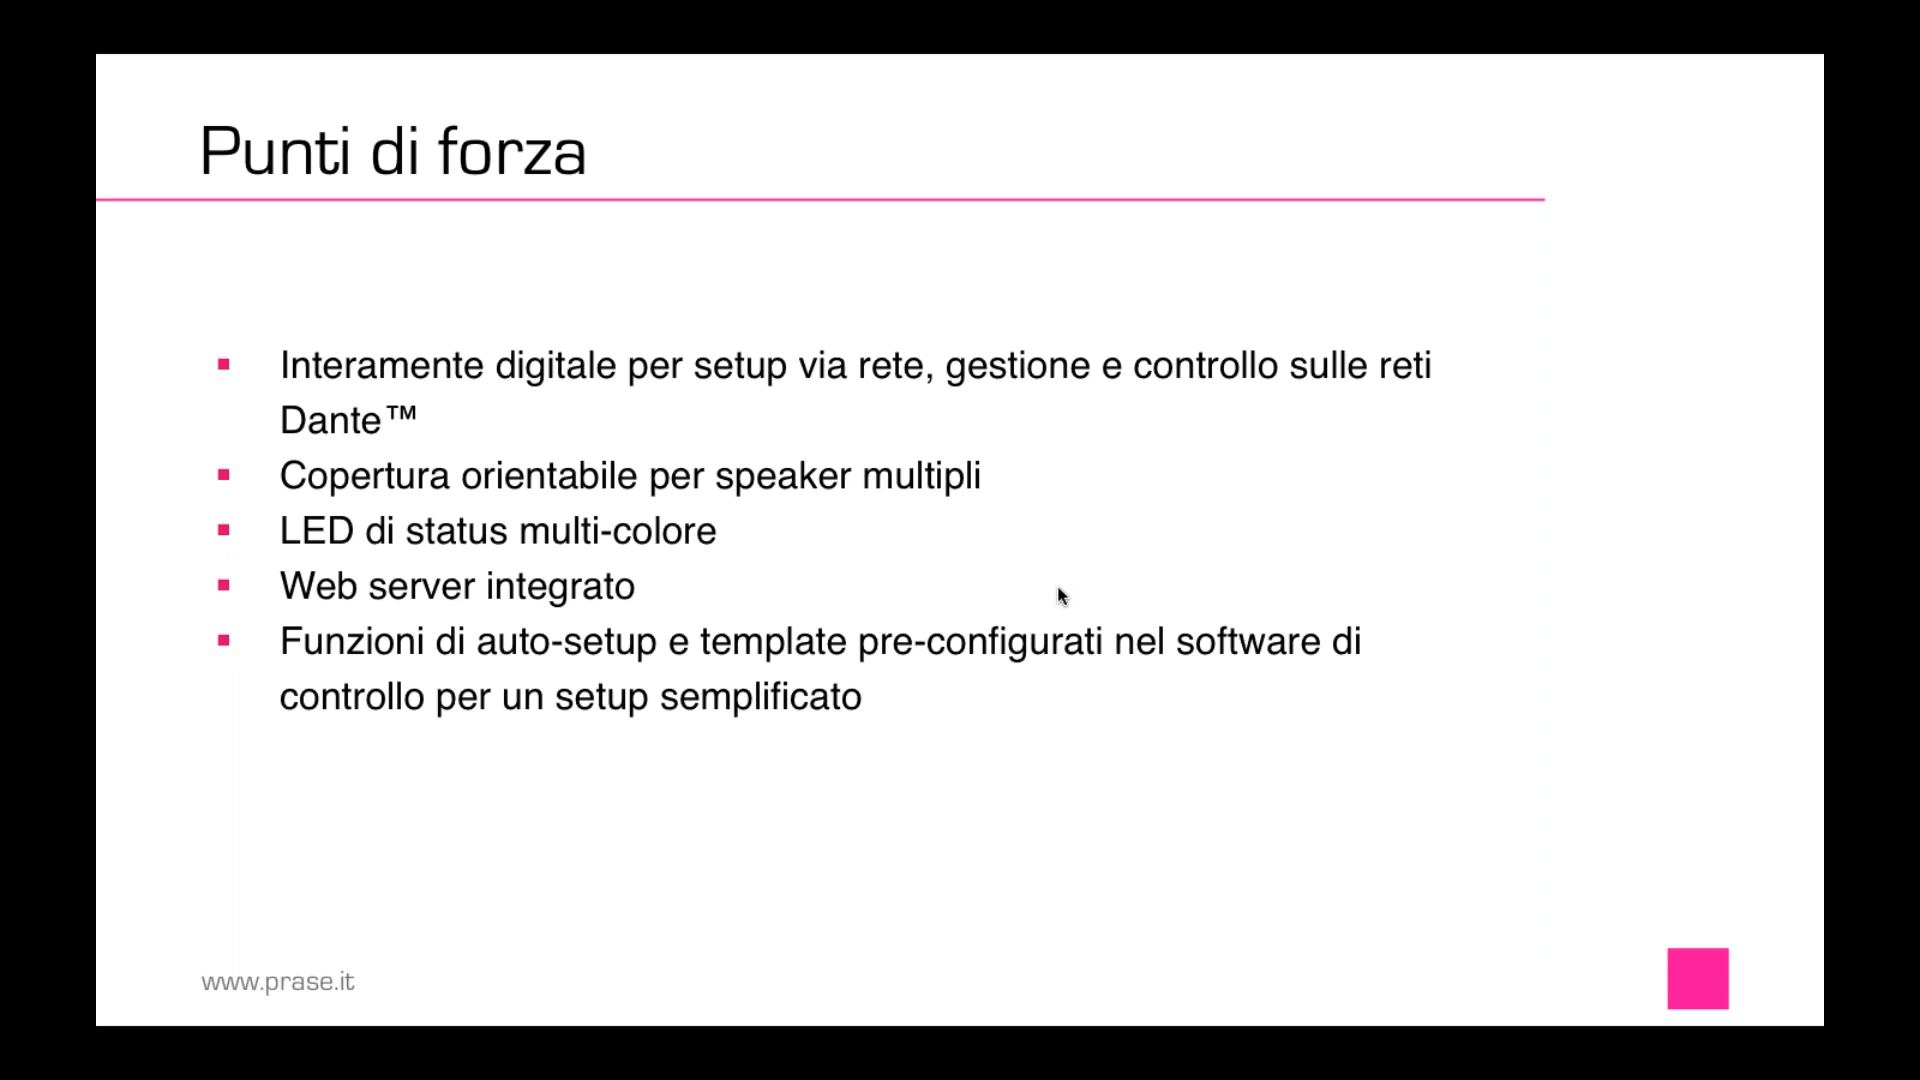 Punti di forza
Interamente digitale per setup via rete, gestione e controllo sulle reti
Dante™
Copertura orientabile per speaker multipli
LED di status multi-colore
Web server integrato
Funzioni di auto-setup e template pre-configurati nel software di
controllo per un setup semplificato
www.prase.it